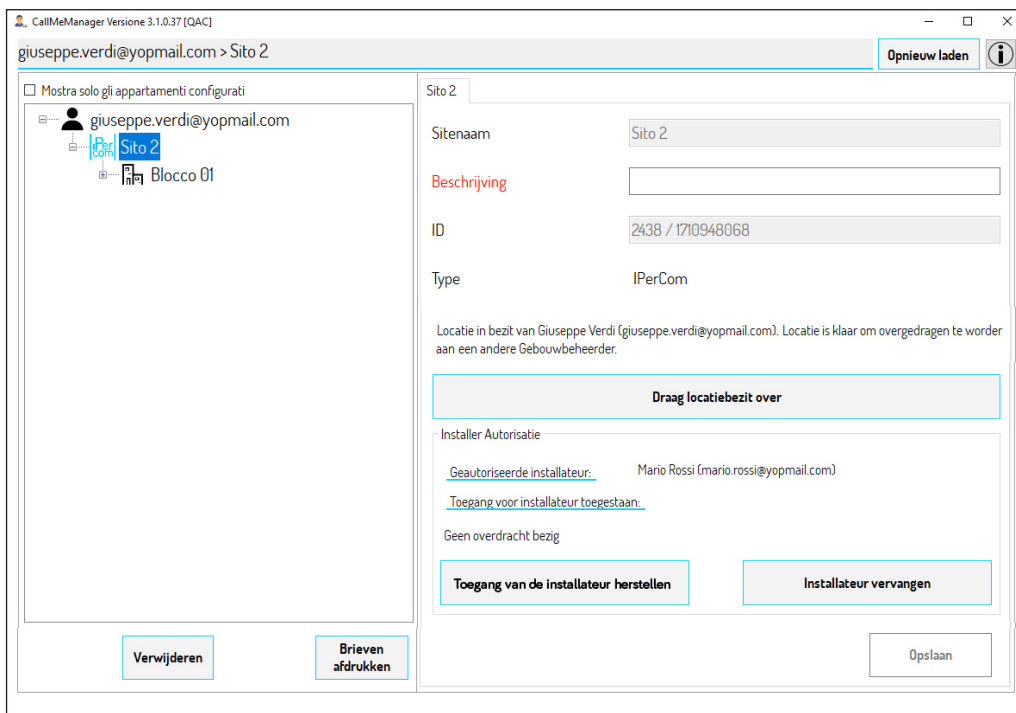 CallMeManager Versione 3.1.0.37 [QAC]
giuseppe.verdi@yopmail.com > Sito 2
Opnieuw laden
i
Mostra solo gli appartamenti configurati
giuseppe.verdi@yopmail.com
IPer
com
Sito 2
Blocco 01
Sito 2
Sitenaam
Sito 2
Beschrijving
ID
2438 / 1710948068
Type
IPerCom
Locatie in bezit van Giuseppe Verdi (giuseppe.verdi@yopmail.com). Locatie is klaar om overgedragen te worder
aan een andere Gebouwbeheerder.
Draag locatiebezit over
Installer Autorisatie
Geautoriseerde installateur:
Mario Rossi (mario.rossi@yopmail.com)
Toegang voor installateur toegestaan:
Geen overdracht bezig
Toegang van de installateur herstellen
Installateur vervangen
Verwijderen
Brieven
afdrukken
Opslaan